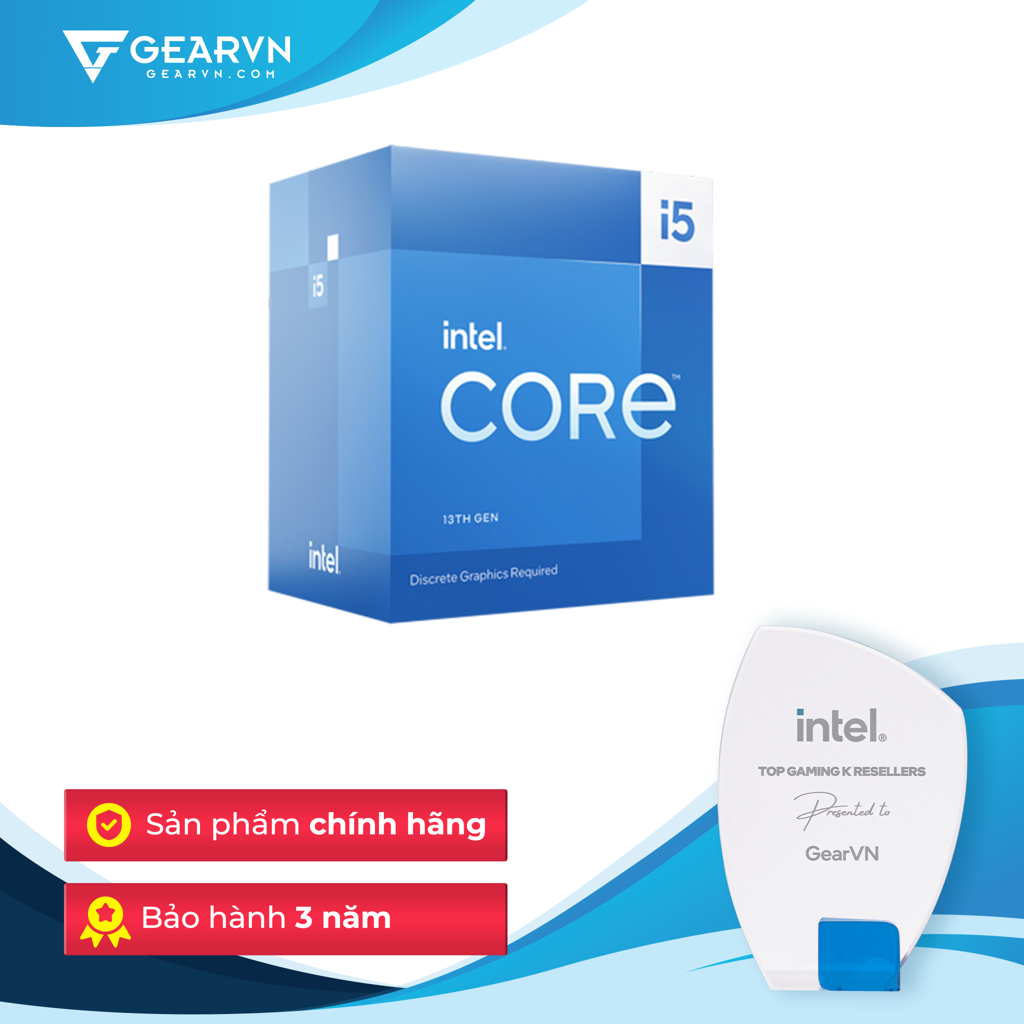 GEARVN
GEARVN.COM
i5
i5
intel.
CORE™
13TH GEN
intel.
Discrete Graphics Required
intel®
TOP GAMING K RESELLERS
Presented to
GearVN
Sản phẩm chính hãng
Bảo hành 3 năm